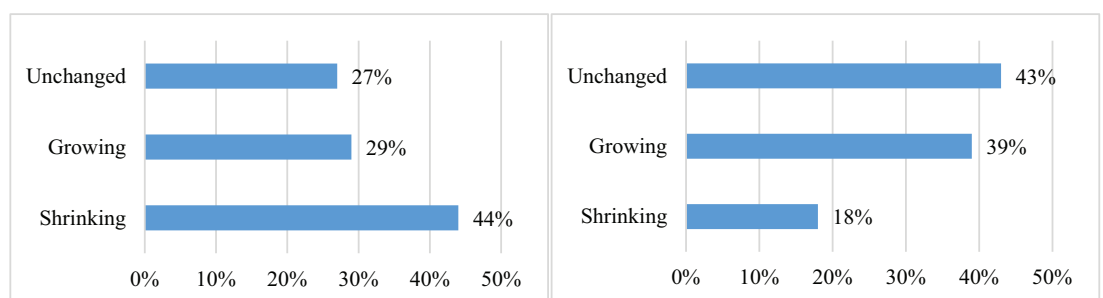 Unchanged 27%
Growing 29%
Shrinking 44%
0% 10% 20% 30% 40% 50%
Unchanged 43%
Growing 39%
Shrinking 18%
0% 10% 20% 30% 40% 50%